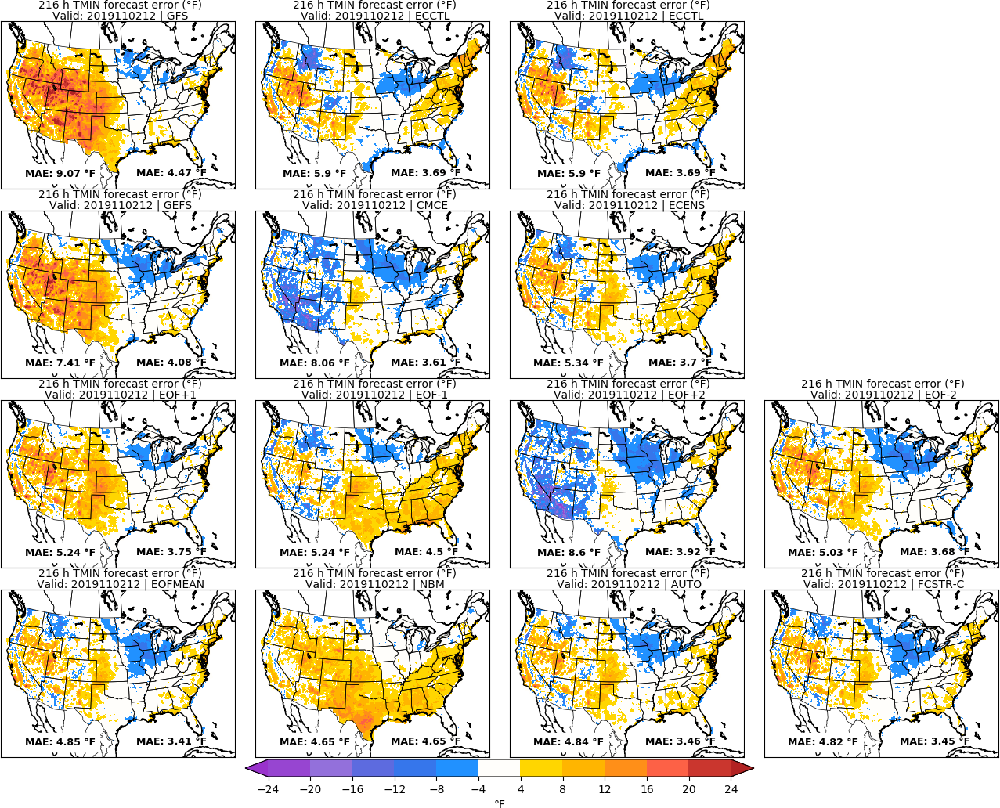 216 h TMIN forecast error (°F)
Valid: 2019110212 | GFS
MAE: 9.07 °F
MAE: 4.47 °F
216 h TMIN forecast error (°F)
Valid: 2019110212 | ECCTL
MAE: 5.9 °F
MAE: 3.69 °F
216 h TMIN forecast error (°F)
Valid: 2019110212 | ECCTL
MAE: 5.9 °F
MAE: 3.69 °F
216 h TMIN forecast error (°F)
Valid: 2019110212 | GEFS
MAE: 7.41 °F
MAE: 4.08 °F
216 h TMIN forecast error (°F)
Valid: 2019110212 | CMCE
MAE: 8.06 °F
MAE: 3.61 °F
216 h TMIN forecast error (°F)
Valid: 2019110212 | ECENS
MAE: 5.34 °F
MAE: 3.7 °F
216 h TMIN forecast error (°F)
Valid: 2019110212 | EOF+1
MAE: 5.24 °F
MAE: 3.75 °F
216 h TMIN forecast error (°F)
Valid: 2019110212 | EOF-1
MAE: 5.24 °F
MAE: 4.5 °F
216 h TMIN forecast error (°F)
Valid: 2019110212 | EOF+2
MAE: 8.6 °F
MAE: 3.92 °F
216 h TMIN forecast error (°F)
Valid: 2019110212 | EOF-2
MAE: 5.03 °F
MAE: 3.68 °F
216 h TMIN forecast error (°F)
Valid: 2019110212 | EOFMEAN
MAE: 4.85 °F
MAE: 3.41 °F
216 h TMIN forecast error (°F)
Valid: 2019110212 | NBM
MAE: 4.65 °F
MAE: 4.65 °F
216 h TMIN forecast error (°F)
Valid: 2019110212 | AUTO
MAE: 4.84 °F
MAE: 3.46 °F
216 h TMIN forecast error (°F)
Valid: 2019110212 | FCSTR-C
MAE: 4.82 °F
MAE: 3.45 °F
−24 −20 −16 −12 −8 −4 4 8 12 16 20 24
°F